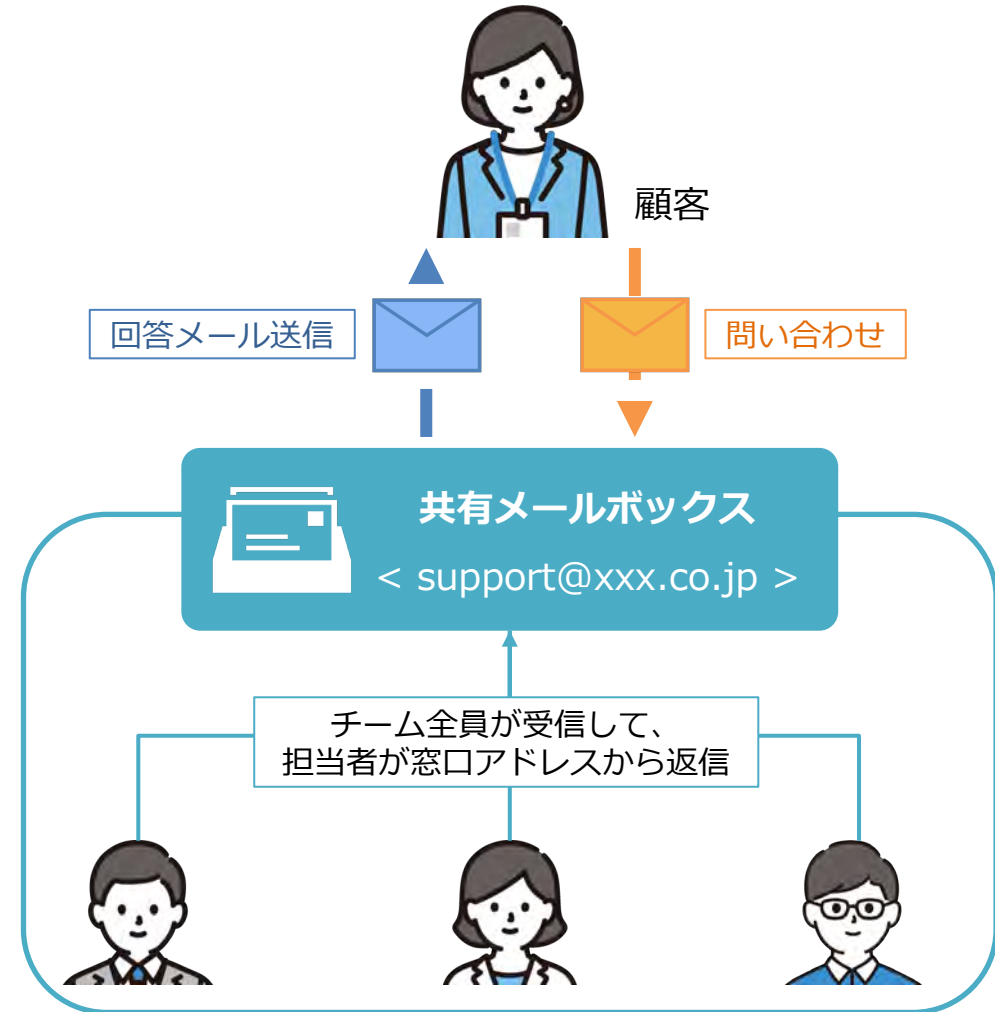 顧客
回答メール送信
問い合わせ
共有メールボックス
< support@xxx.co.jp >
チーム全員が受信して、
担当者が窓口アドレスから返信